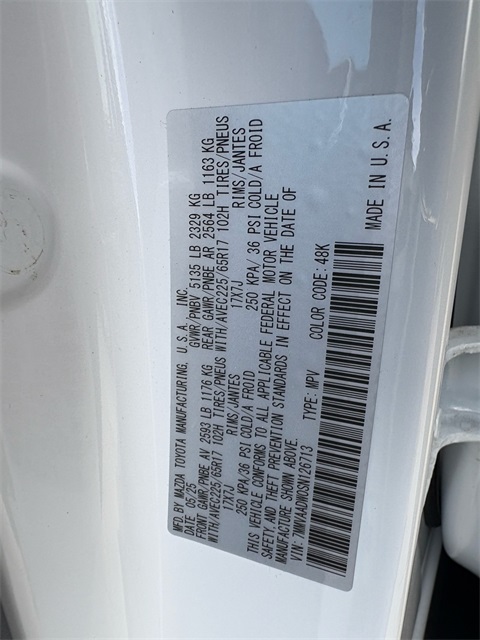 MFD. BY MAZDA TOYOTA MANUFACTURING, U.S.A. INC.
DATE 05/25 GVWR/PNBV 5135 LB 2329 KG
FRONT GAWR/PNBE AV 2593 LB 1176 KG REAR GAWR/PNBE AR 2564 LB 1163 KG
WITH/AVEC225/65R17 102H TIRES/PNEUS WITH/AVEC225/65R17 102H TIRES/PNEUS
17X7J RIMS/JANTES 17X7J RIMS/JANTES
250 KPA/36 PSI COLD/A FROID 250 KPA/ 36 PSI COLD/A FROID
THIS VEHICLE CONFORMS TO ALL APPLICABLE FEDERAL MOTOR VEHICLE
SAFETY, AND THEFT PREVENTION STANDARDS IN EFFECT ON THE DATE OF
MANUFACTURE SHOWN ABOVE.
VIN: 7MMVAADW0SN126713 TYPE: MPV COLOR CODE: 48K
MADE IN U.S.A.